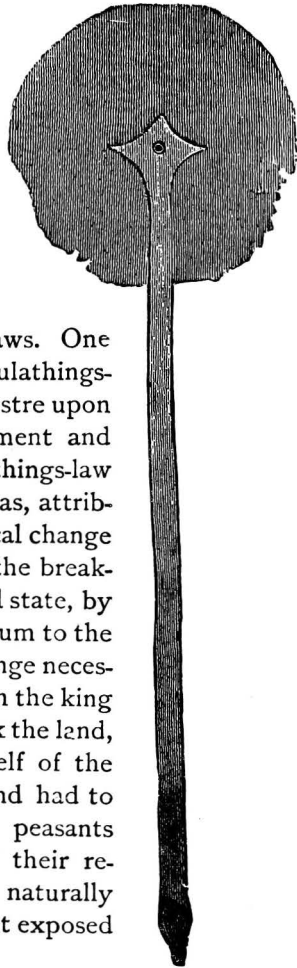 aws. One
ulathings-
stre upon
ment and
things-law
as, attrib-
al change
the break-
l state, by
um to the
nge neces-
n the king
k the land,
elf of the
nd had to
peasants
their re-
naturally
t exposed